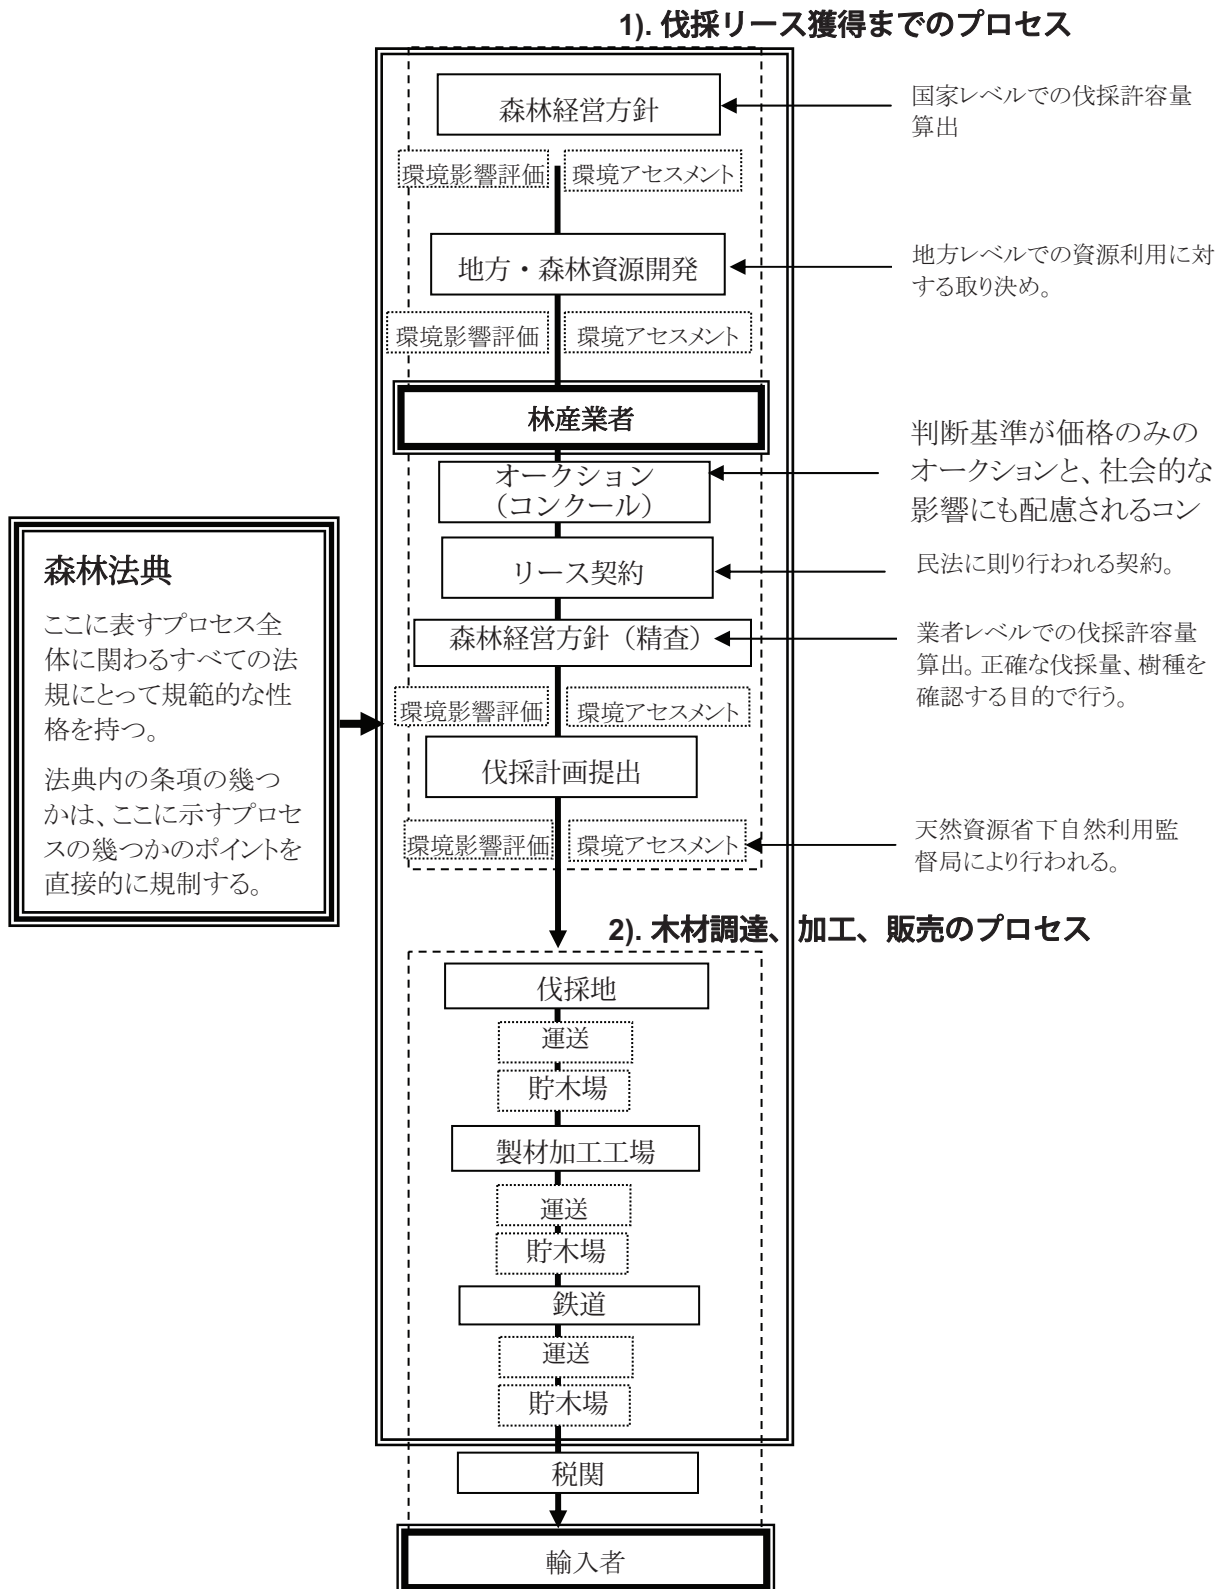 1). 伐採リース獲得までのプロセス
森林経営方針
国家レベルでの伐採許容量
算出
環境影響評価
環境アセスメント
地方・森林資源開発
地方レベルでの資源利用に対
する取り決め。
環境影響評価
環境アセスメント
林産業者
オークション
（コンクール）
判断基準が価格のみの
オークションと、社会的な
影響にも配慮されるコン
リース契約
民法に則り行われる契約。
森林経営方針（精査）
業者レベルでの伐採許容量
算出。正確な伐採量、樹種を
確認する目的で行う。
環境影響評価
環境アセスメント
伐採計画提出
環境影響評価
環境アセスメント
天然資源省下自然利用監
督局により行われる。
森林法典
ここに表すプロセス全
体に関わるすべての法
規にとって規範的な性
格を持つ。
法典内の条項の幾つ
かは、ここに示すプロセ
スの幾つかのポイントを
直接的に規制する。
2). 木材調達、加工、販売のプロセス
伐採地
運送
貯木場
製材加工工場
運送
貯木場
鉄道
運送
貯木場
税関
輸入者